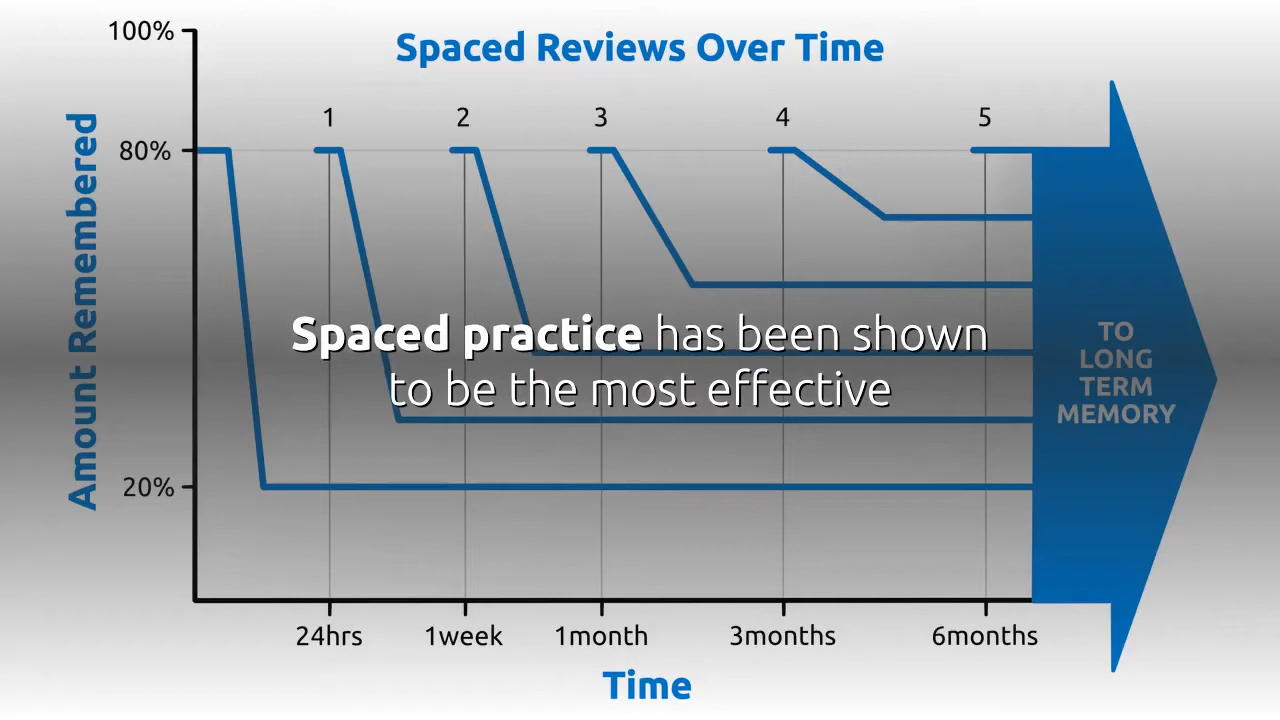 100%
Spaced Reviews Over Time
1 2 3 4 5
80%
Amount Remembered
Spaced practice has been shown
to be the most effective
TO
LONG
TERM
MEMORY
20%
24hrs 1week 1month 3months 6months
Time